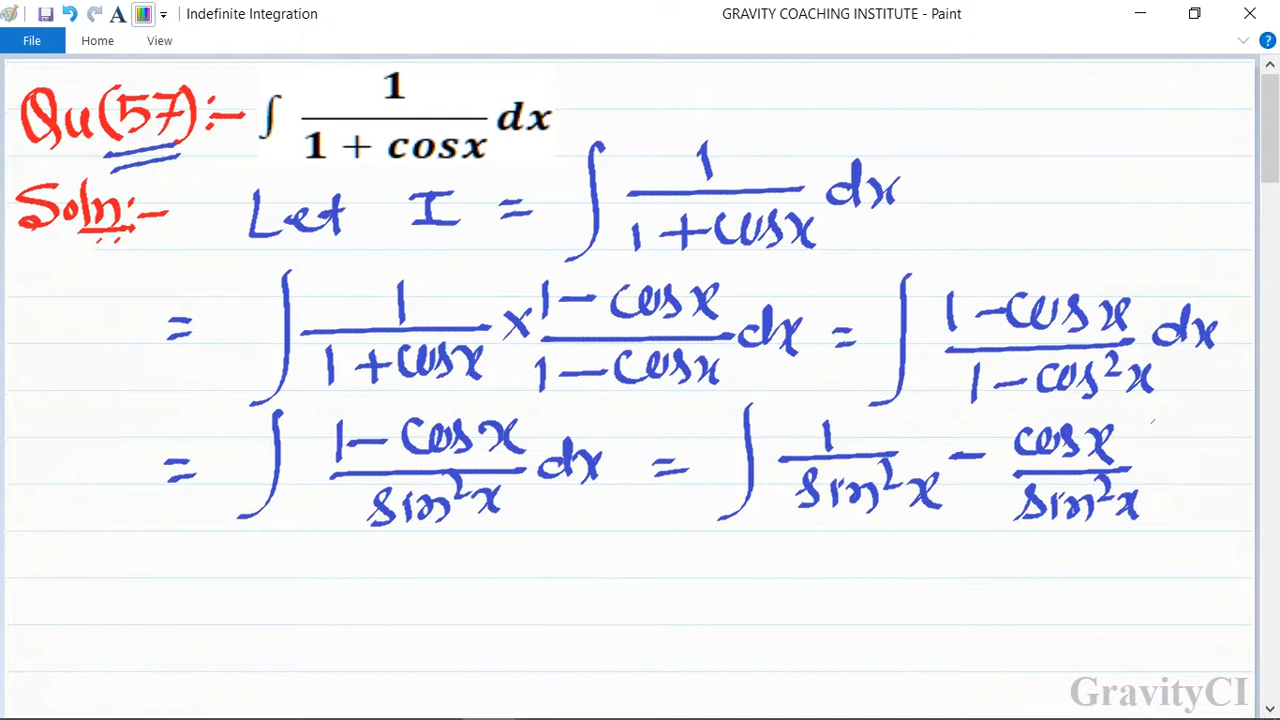 Indefinite Integration
GRAVITY COACHING INSTITUTE - Paint
File Home View
Qu(57):- ∫ 1/(1 + cosx) dx
Soln:- Let I = ∫ 1/(1+cosx) dx
= ∫ 1/(1+cosx) × (1-cosx)/(1-cosx) dx = ∫ (1-cosx)/(1-cos²x) dx
= ∫ (1-cosx)/sin²x dx = ∫ 1/sin²x - cosx/sin²x
GravityCI